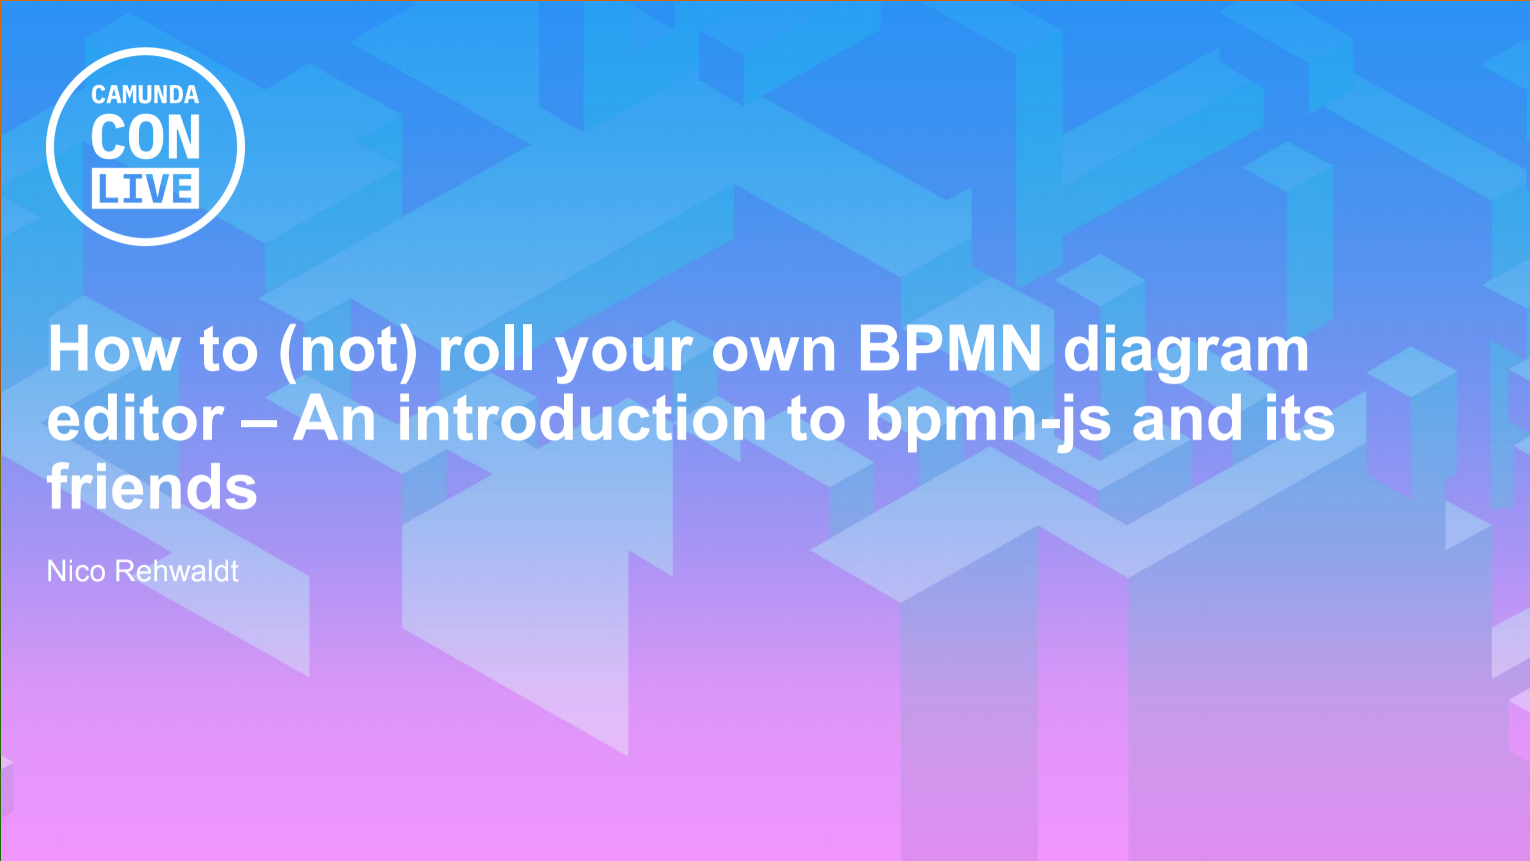 CAMUNDA
CON
LIVE
How to (not) roll your own BPMN diagram
editor – An introduction to bpmn-js and its
friends
Nico Rehwaldt